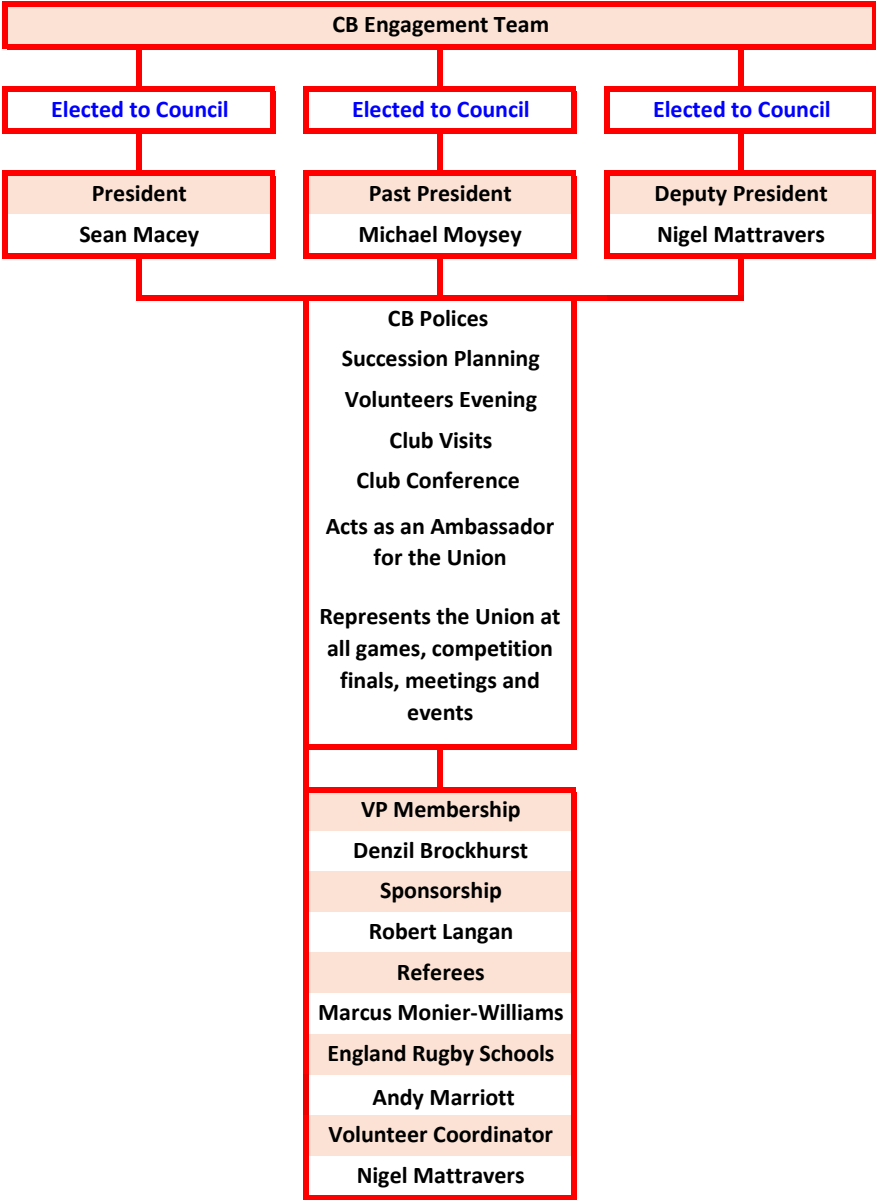 CB Engagement Team
Elected to Council
Elected to Council
Elected to Council
President
Past President
Deputy President
Sean Macey
Michael Moysey
Nigel Mattravers
CB Polices
Succession Planning
Volunteers Evening
Club Visits
Club Conference
Acts as an Ambassador
for the Union
Represents the Union at
all games, competition
finals, meetings and
events
VP Membership
Denzil Brockhurst
Sponsorship
Robert Langan
Referees
Marcus Monier-Williams
England Rugby Schools
Andy Marriott
Volunteer Coordinator
Nigel Mattravers